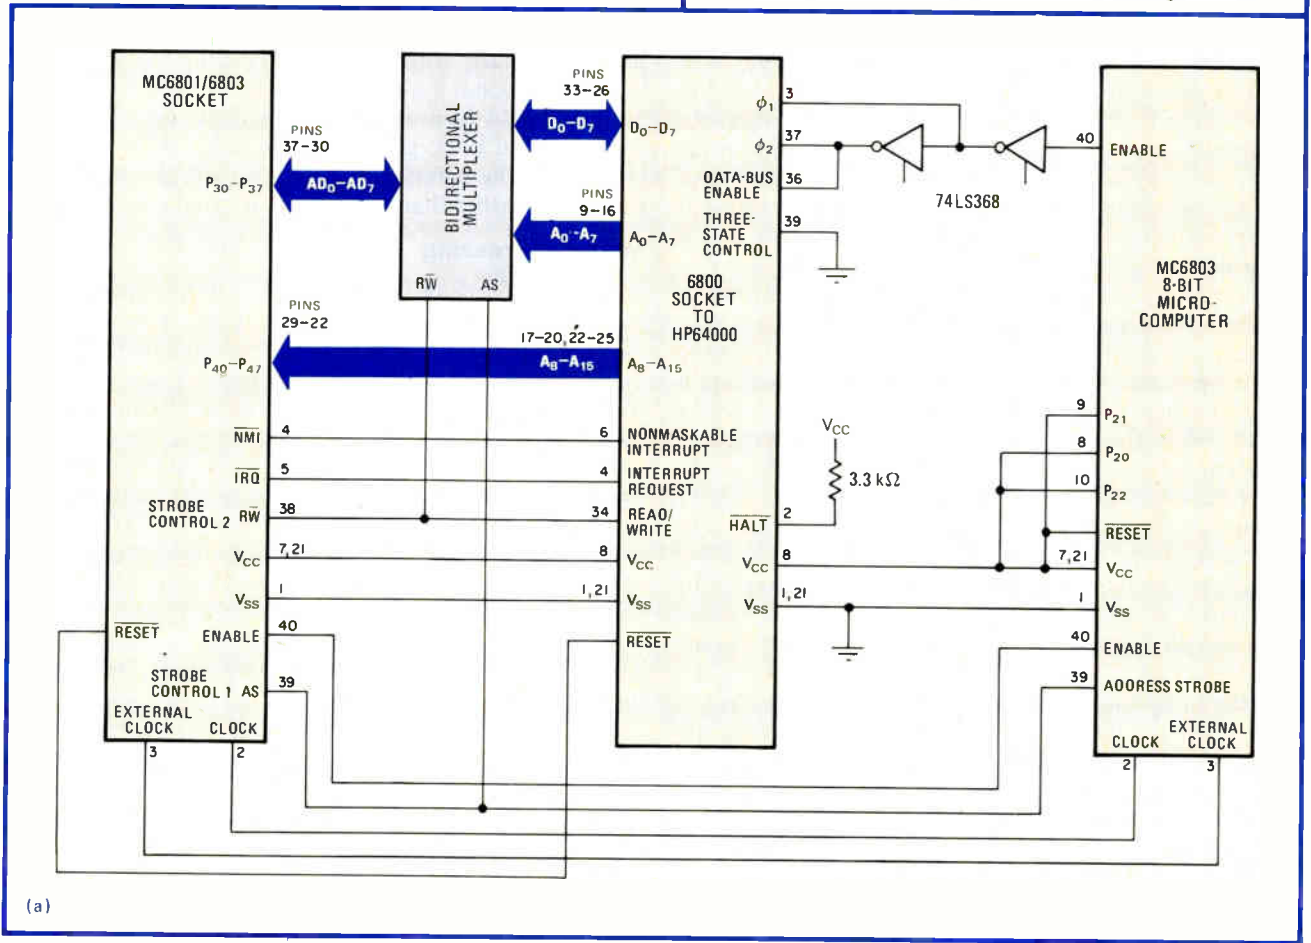 MC6801/6803
SOCKET
PINS
37–30
P30–P37
AD0–AD7
PINS
29–22
P40–P47
NMI
4
IRQ
5
STROBE
CONTROL 2
RW
38
VCC
7,21
VSS
1
RESET
ENABLE
40
STROBE
CONTROL 1 AS
39
EXTERNAL
CLOCK
CLOCK
3
2
BIDIRECTIONAL
MULTIPLEXER
RW
AS
PINS
33–26
D0–D7
D0–D7
PINS
9–16
A0–A7
A0–A7
6800
SOCKET
TO
HP64000
17–20,22–25
A8–A15
A8–A15
6
NONMASKABLE
INTERRUPT
4
INTERRUPT
REQUEST
34
REAO/
WRITE
8
VCC
1,21
VSS
RESET
ϕ1
3
ϕ2
37
OATA-BUS
ENABLE
36
THREE-
STATE
CONTROL
39
74LS368
VCC
3.3 kΩ
HALT
2
VCC
8
VSS
1,21
40
ENABLE
MC6803
8-BIT
MICRO-
COMPUTER
9
P21
8
P20
10
P22
RESET
7,21
VCC
1
VSS
40
ENABLE
39
AOORESS STROBE
EXTERNAL
CLOCK
CLOCK
2
3
(a)